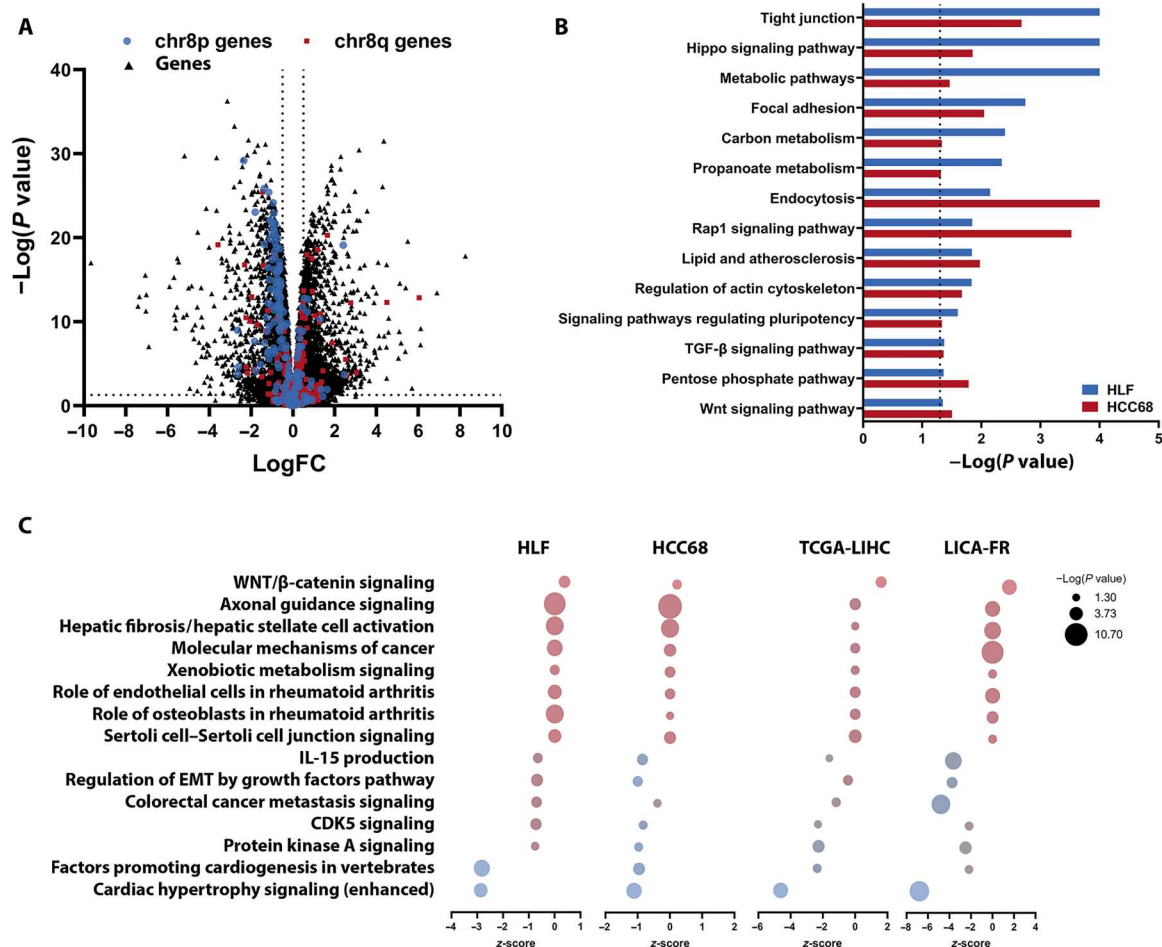 A
chr8p genes
chr8q genes
Genes
40
30
20
10
0
−Log(P value)
−10 −8 −6 −4 −2 0 2 4 6 8 10
LogFC
B
Tight junction
Hippo signaling pathway
Metabolic pathways
Focal adhesion
Carbon metabolism
Propanoate metabolism
Endocytosis
Rap1 signaling pathway
Lipid and atherosclerosis
Regulation of actin cytoskeleton
Signaling pathways regulating pluripotency
TGF-β signaling pathway
Pentose phosphate pathway
Wnt signaling pathway
HLF
HCC68
0 1 2 3 4 5
−Log(P value)
C
HLF HCC68 TCGA-LIHC LICA-FR
WNT/β-catenin signaling
Axonal guidance signaling
Hepatic fibrosis/hepatic stellate cell activation
Molecular mechanisms of cancer
Xenobiotic metabolism signaling
Role of endothelial cells in rheumatoid arthritis
Role of osteoblasts in rheumatoid arthritis
Sertoli cell–Sertoli cell junction signaling
IL-15 production
Regulation of EMT by growth factors pathway
Colorectal cancer metastasis signaling
CDK5 signaling
Protein kinase A signaling
Factors promoting cardiogenesis in vertebrates
Cardiac hypertrophy signaling (enhanced)
−Log(P value)
1.30
3.73
10.70
−4 −3 −2 −1 0 1
−2 −1 0 1 2
−6 −4 −2 0 2
−8 −6 −4 −2 0 2 4
z-score z-score z-score z-score